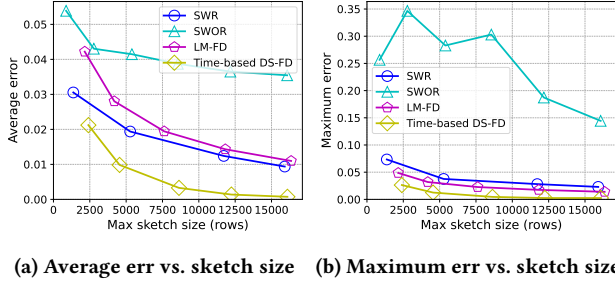 0.05
0.04
0.03
0.02
0.01
0.00
Average error
SWR
SWOR
LM-FD
Time-based DS-FD
0 2500 5000 7500 10000 12500 15000
Max sketch size (rows)
(a) Average err vs. sketch size
0.35
0.30
0.25
0.20
0.15
0.10
0.05
0.00
Maximum error
SWR
SWOR
LM-FD
Time-based DS-FD
0 2500 5000 7500 10000 12500 15000
Max sketch size (rows)
(b) Maximum err vs. sketch size